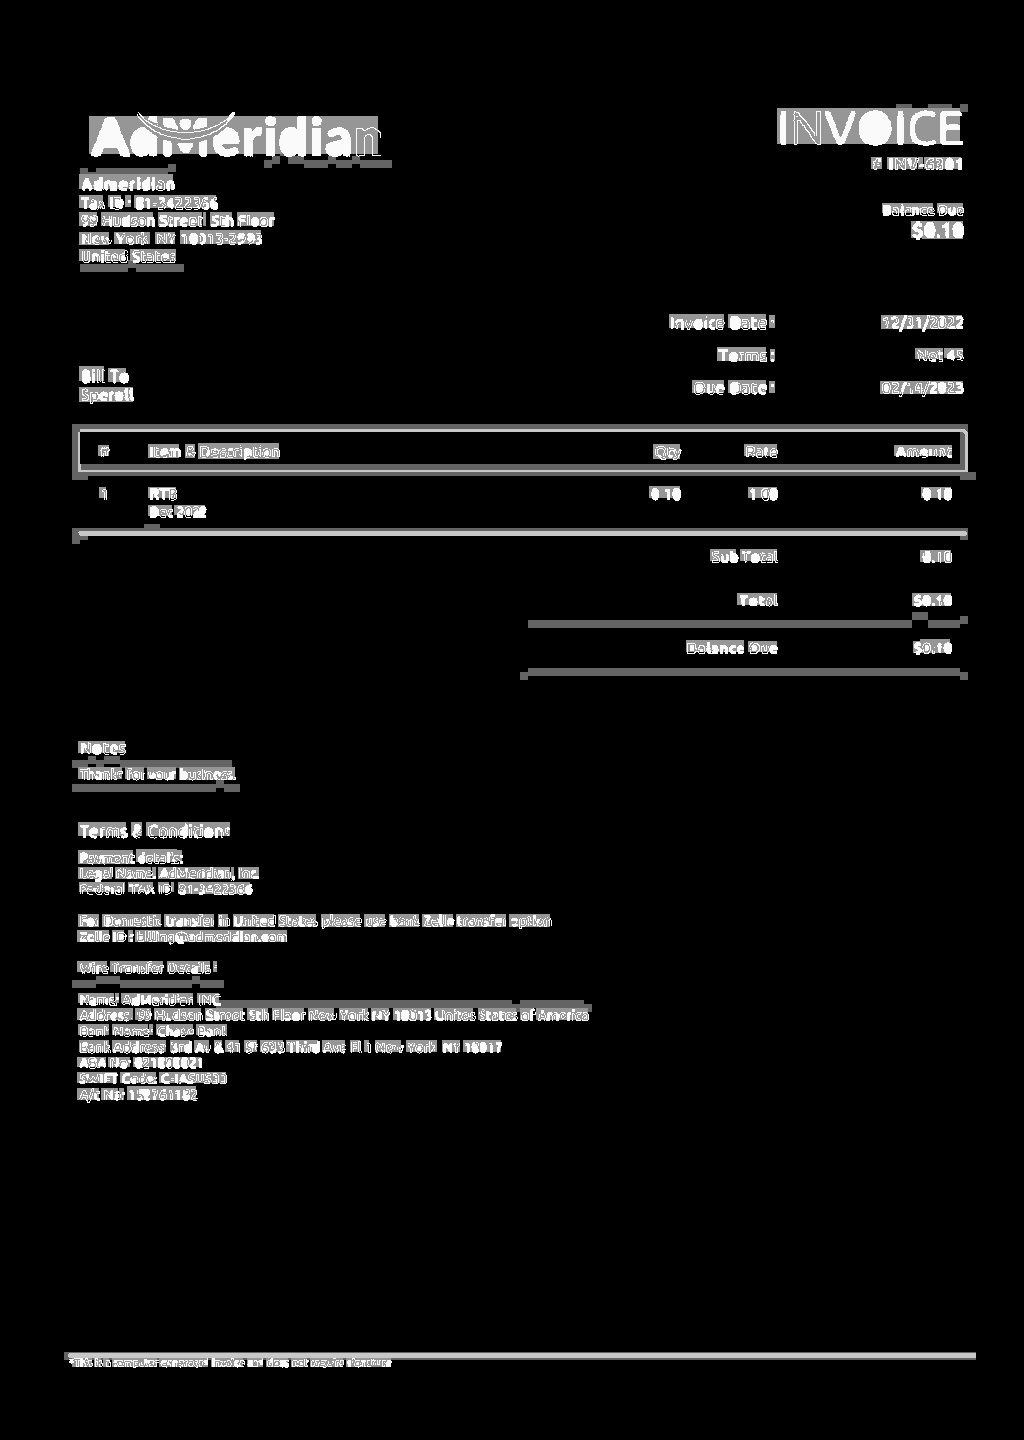 AdMeridian
INVOICE
# INV-6301
Admeridian
Tax ID : 81-3422366
99 Hudson Street 5th Floor
New York NY 10013-2993
United States
Balance Due
$0.10
Invoice Date : 12/31/2022
Terms : Net 45
Due Date : 02/14/2023
Bill To
Speroll
# Item & Description Qty Rate Amount
1 RTB 0.10 1.00 0.10
Dec 2022
Sub Total 0.10
Total $0.10
Balance Due $0.10
Notes
Thanks for your business.
Terms & Conditions
Payment details:
Legal Name: AdMeridian, Inc
Federal TAX ID: 81-3422366
For Domestic transfer in United States please use bank Zelle transfer option
Zelle ID : billing@admeridian.com
Wire Transfer Details :
Name: AdMeridian INC
Address: 99 Hudson Street 5th Floor New York NY 10013 United States of America
Bank Name: Chase Bank
Bank Address: 3rd Av & 41 St 633 Third Ave Fl 1 New York NY 10017
ABA No:
SWIFT Code: CHASUS33
A/c No:
*This is a computer generated invoice and does not require signature